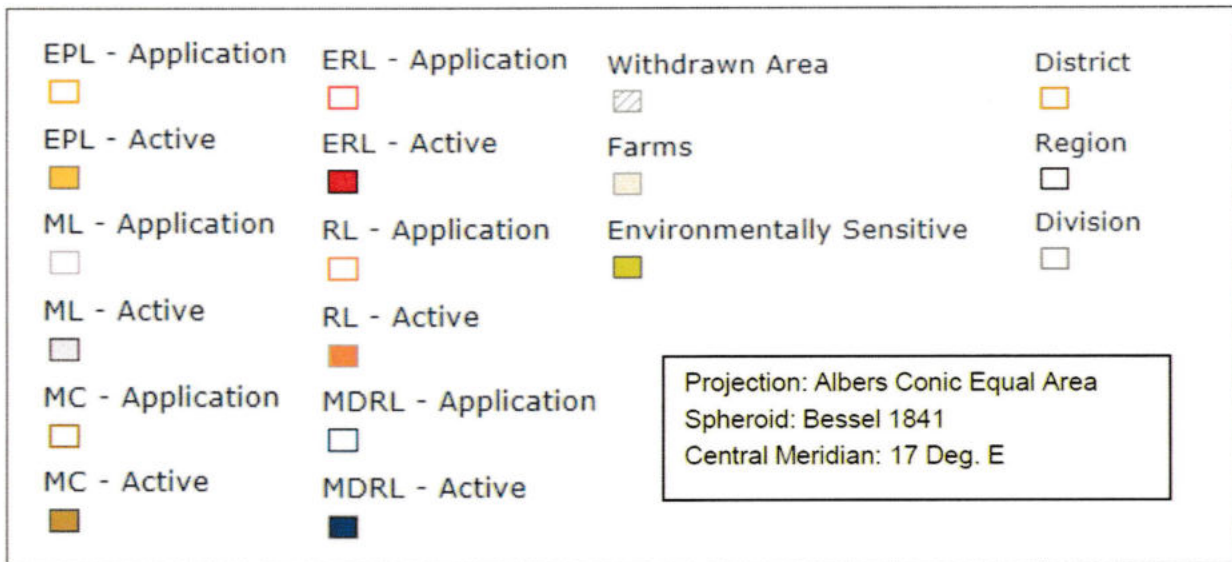 EPL - Application
EPL - Active
ML - Application
ML - Active
MC - Application
MC - Active
ERL - Application
ERL - Active
RL - Application
RL - Active
MDRL - Application
MDRL - Active
Withdrawn Area
Farms
Environmentally Sensitive
District
Region
Division
Projection: Albers Conic Equal Area
Spheroid: Bessel 1841
Central Meridian: 17 Deg. E